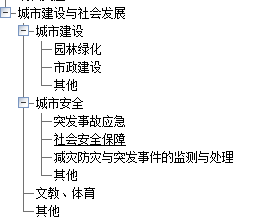 城市建设与社会发展
城市建设
园林绿化
市政建设
其他
城市安全
突发事故应急
社会安全保障
减灾防灾与突发事件的监测与处理
其他
文教、体育
其他